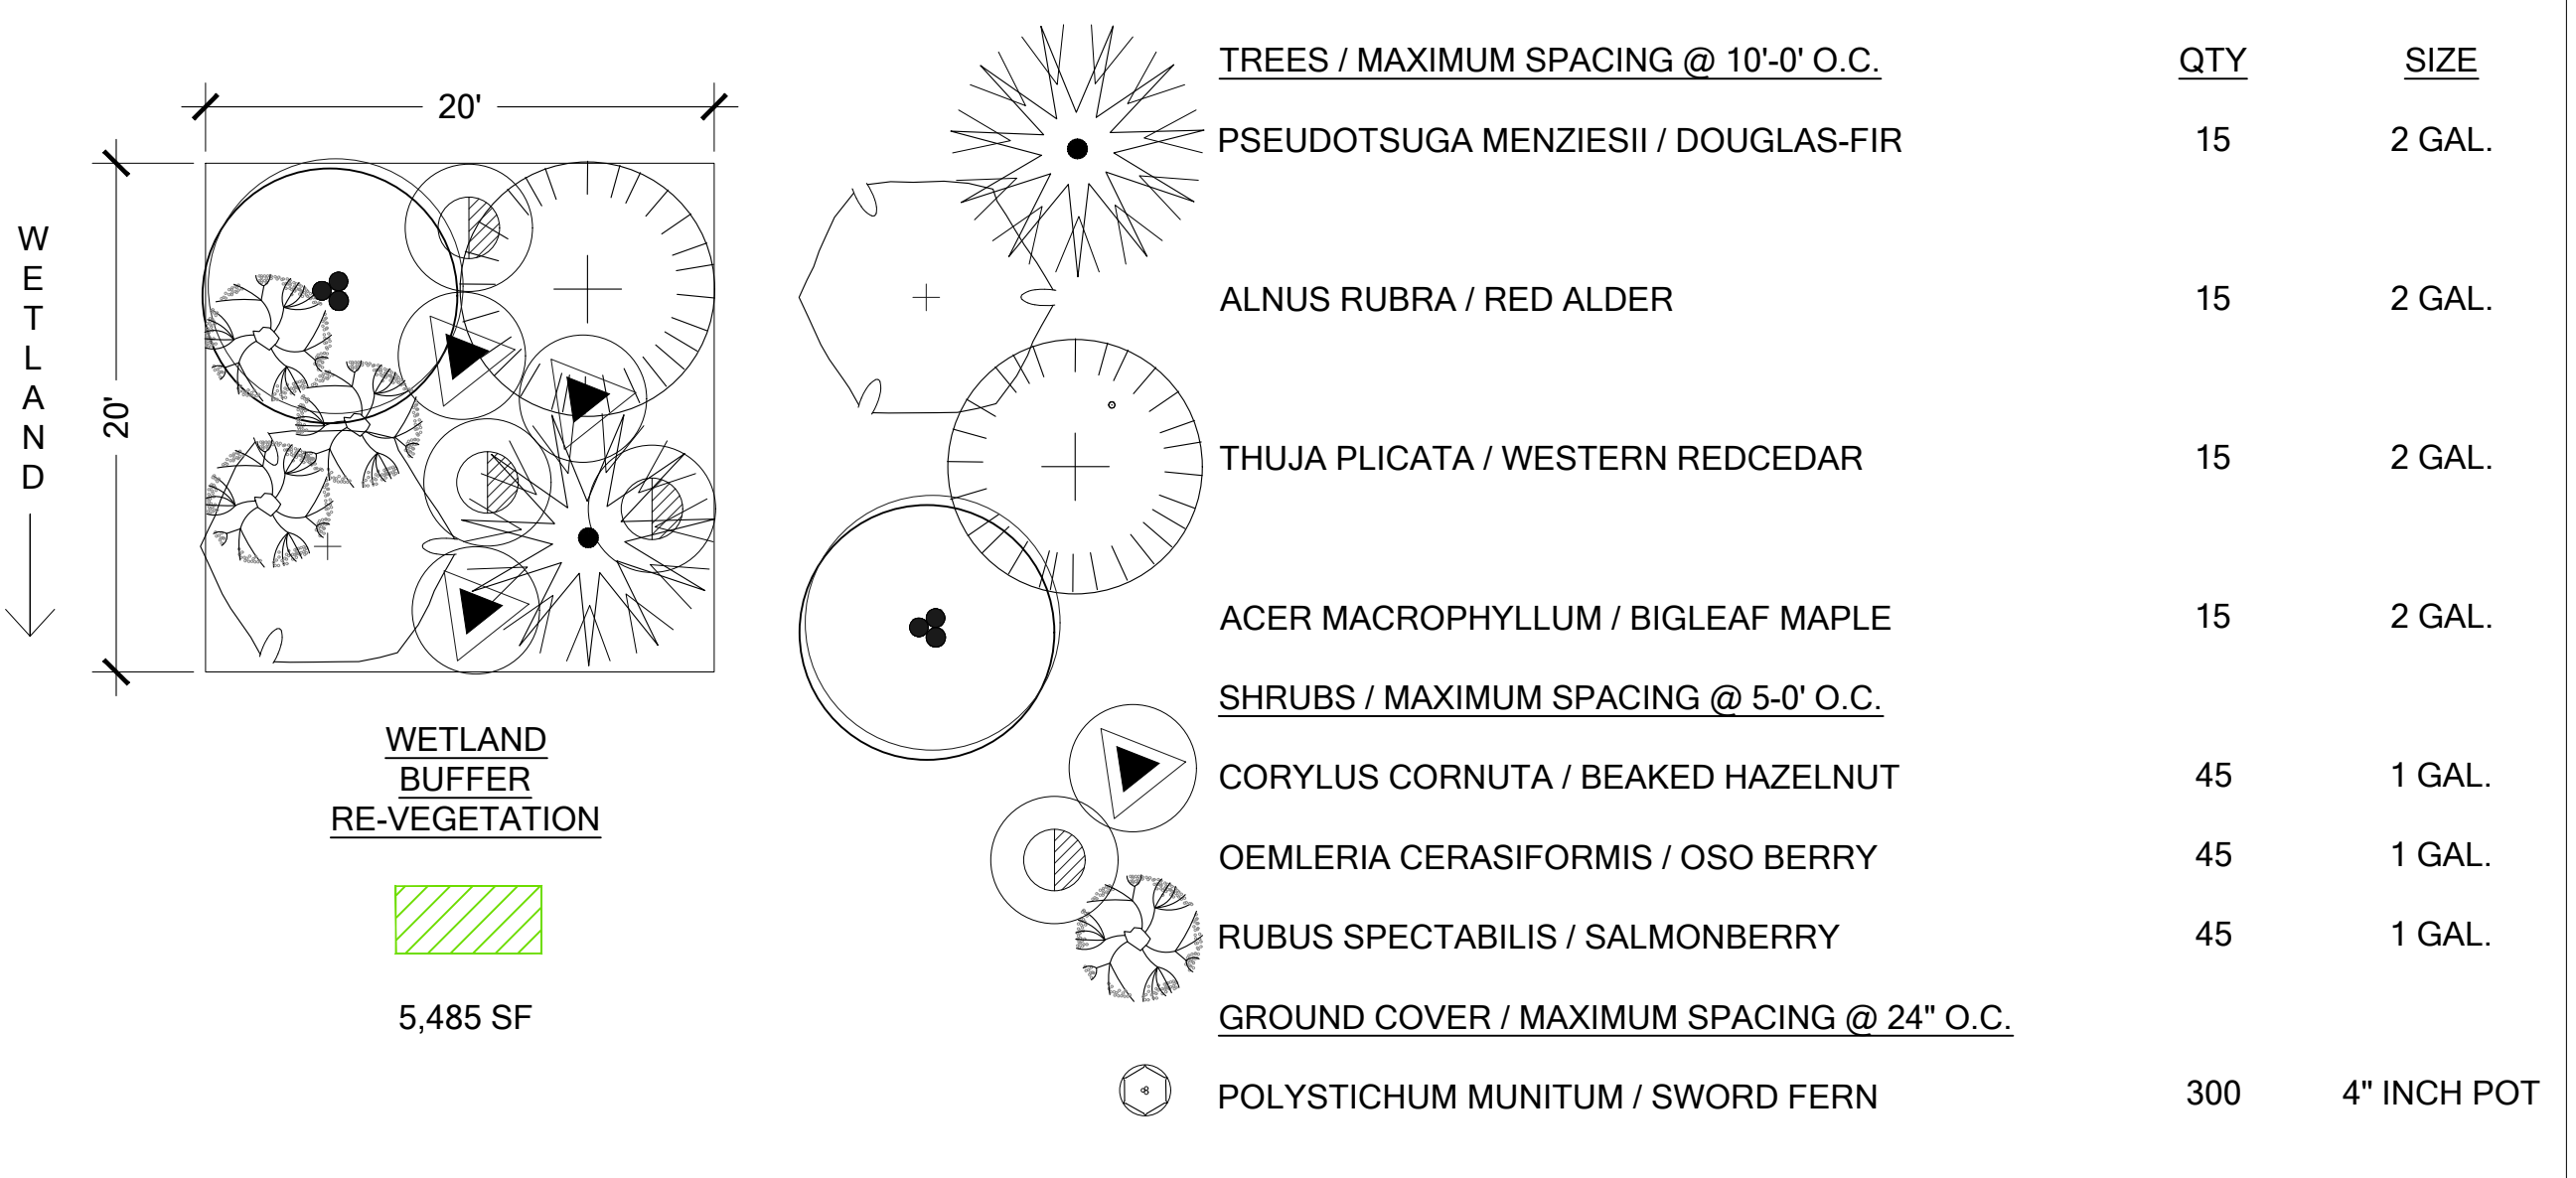 20'
20'
WETLAND
WETLAND
BUFFER
RE-VEGETATION
5,485 SF
TREES / MAXIMUM SPACING @ 10'-0' O.C. QTY SIZE
PSEUDOTSUGA MENZIESII / DOUGLAS-FIR 15 2 GAL.
ALNUS RUBRA / RED ALDER 15 2 GAL.
THUJA PLICATA / WESTERN REDCEDAR 15 2 GAL.
ACER MACROPHYLLUM / BIGLEAF MAPLE 15 2 GAL.
SHRUBS / MAXIMUM SPACING @ 5-0' O.C.
CORYLUS CORNUTA / BEAKED HAZELNUT 45 1 GAL.
OEMLERIA CERASIFORMIS / OSO BERRY 45 1 GAL.
RUBUS SPECTABILIS / SALMONBERRY 45 1 GAL.
GROUND COVER / MAXIMUM SPACING @ 24" O.C.
POLYSTICHUM MUNITUM / SWORD FERN 300 4" INCH POT